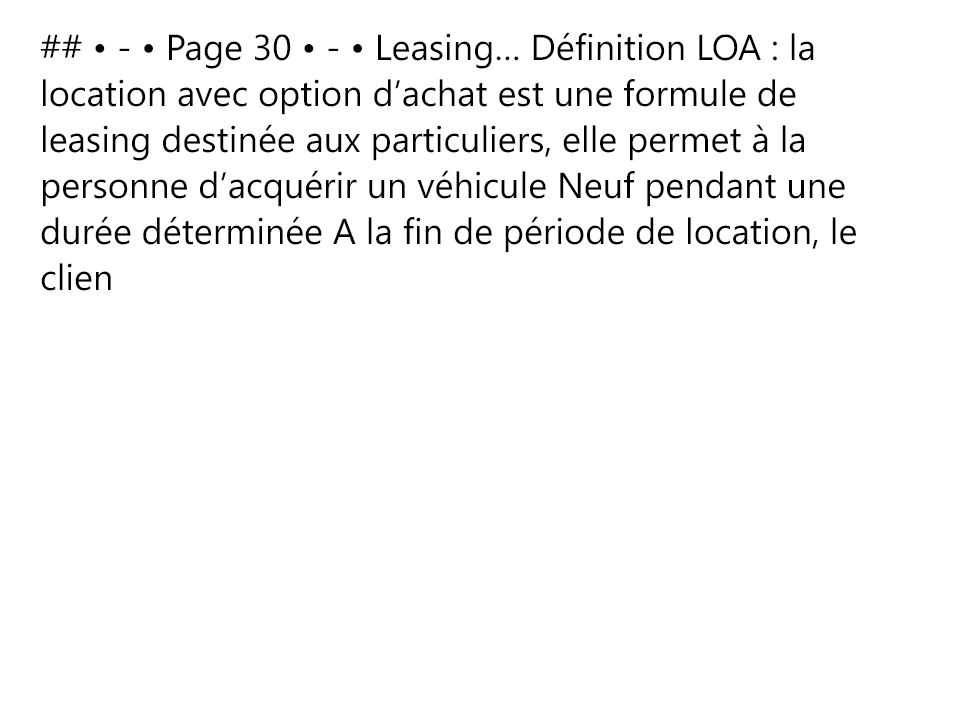 ## • - • Page 30 • - • Leasing... Définition LOA : la
location avec option d’achat est une formule de
leasing destinée aux particuliers, elle permet à la
personne d’acquérir un véhicule Neuf pendant une
durée déterminée A la fin de période de location, le
clien